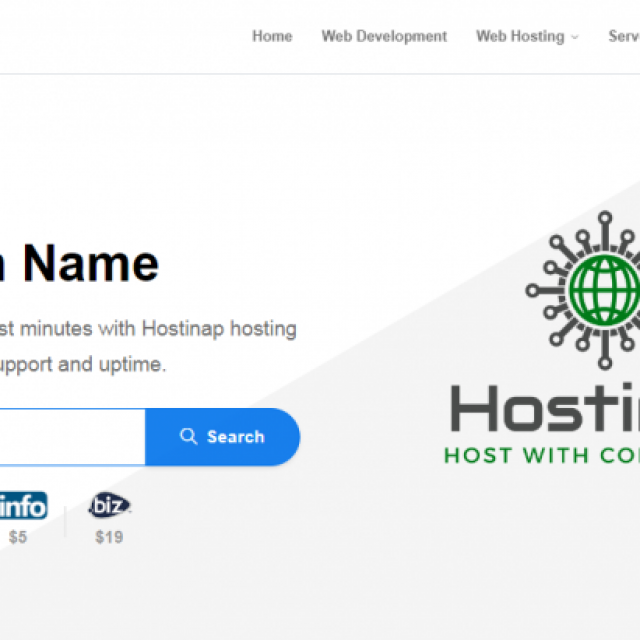 Home Web Development Web Hosting Serv
n Name
st minutes with Hostinap hosting
upport and uptime.
Search
info
$5
biz
$19
Hostin
HOST WITH CO